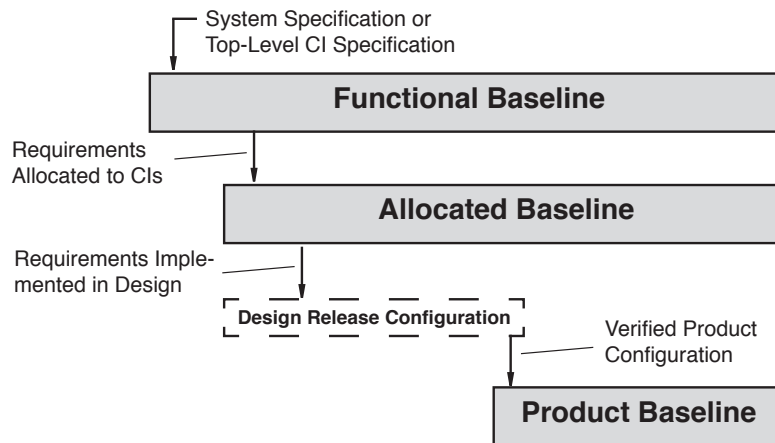 System Specification or
Top-Level CI Specification
Functional Baseline
Requirements
Allocated to CIs
Allocated Baseline
Requirements Imple-
mented in Design
Design Release Configuration
Verified Product
Configuration
Product Baseline